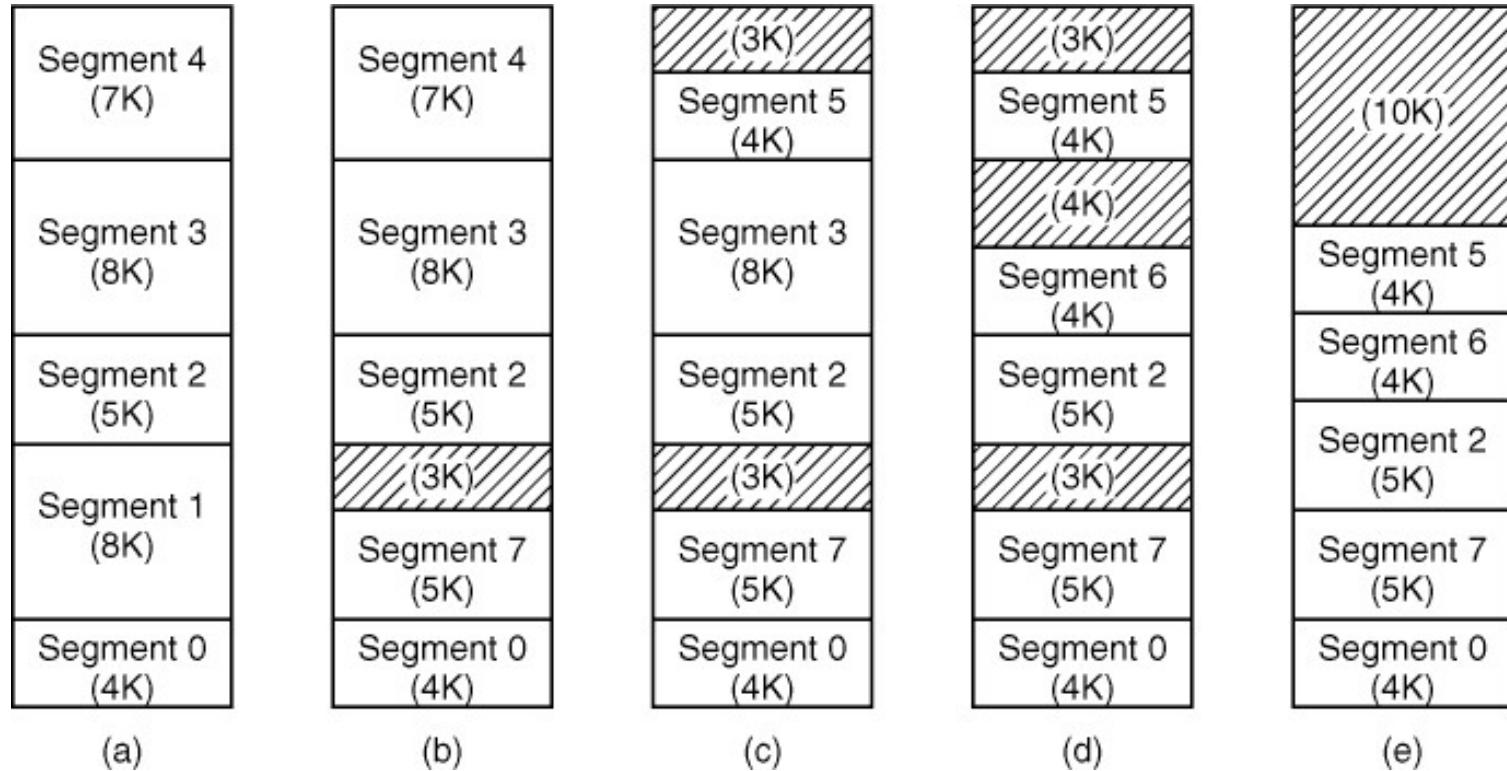 Segment 4
(7K)
Segment 3
(8K)
Segment 2
(5K)
Segment 1
(8K)
Segment 0
(4K)
(a)
Segment 4
(7K)
Segment 3
(8K)
Segment 2
(5K)
(3K)
Segment 7
(5K)
Segment 0
(4K)
(b)
(3K)
Segment 5
(4K)
Segment 3
(8K)
Segment 2
(5K)
(3K)
Segment 7
(5K)
Segment 0
(4K)
(c)
(3K)
Segment 5
(4K)
(4K)
Segment 6
(4K)
Segment 2
(5K)
(3K)
Segment 7
(5K)
Segment 0
(4K)
(d)
(10K)
Segment 5
(4K)
Segment 6
(4K)
Segment 2
(5K)
Segment 7
(5K)
Segment 0
(4K)
(e)